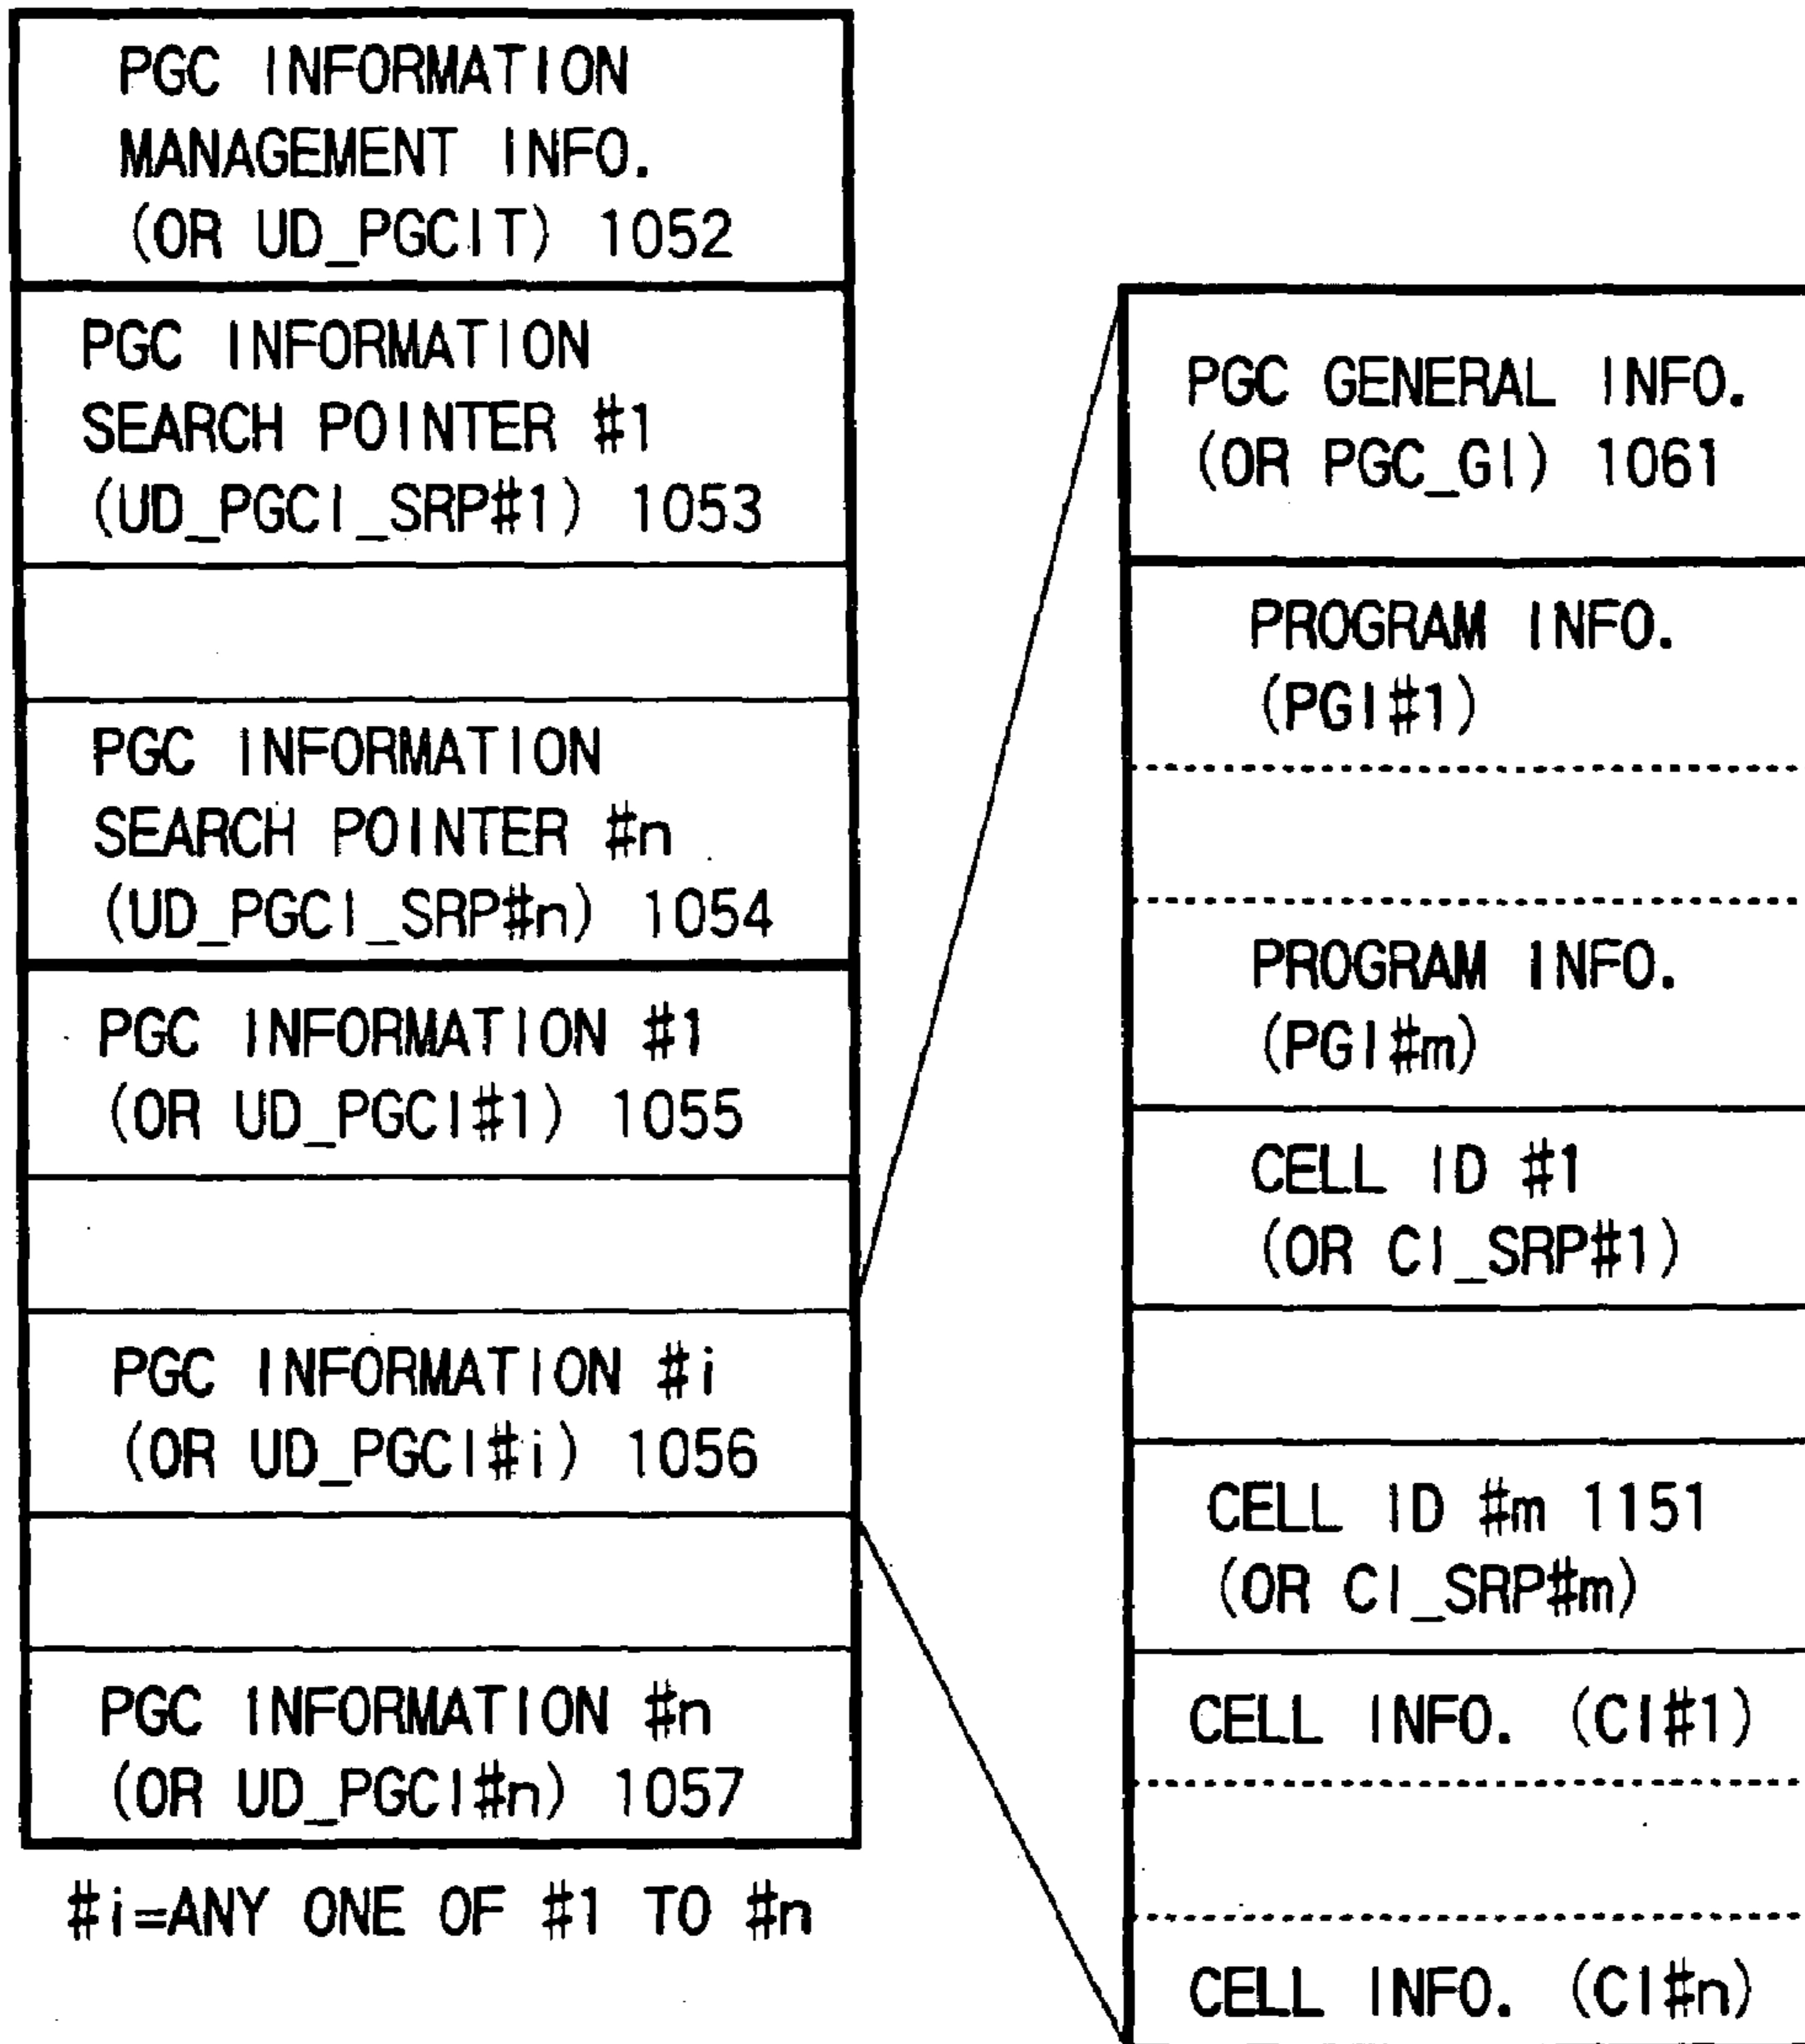 PGC INFORMATION
MANAGEMENT INFO.
(OR UD_PGCIT) 1052
PGC INFORMATION
SEARCH POINTER #1
(UD_PGCI_SRP#1) 1053
PGC INFORMATION
SEARCH POINTER #n
(UD_PGCI_SRP#n) 1054
PGC INFORMATION #1
(OR UD_PGCI#1) 1055
PGC INFORMATION #i
(OR UD_PGCI#i) 1056
PGC INFORMATION #n
(OR UD_PGCI#n) 1057
#i=ANY ONE OF #1 TO #n
PGC GENERAL INFO.
(OR PGC_GI) 1061
PROGRAM INFO.
(PGI#1)
PROGRAM INFO.
(PGI#m)
CELL ID #1
(OR CI_SRP#1)
CELL ID #m 1151
(OR CI_SRP#m)
CELL INFO. (CI#1)
CELL INFO. (CI#n)